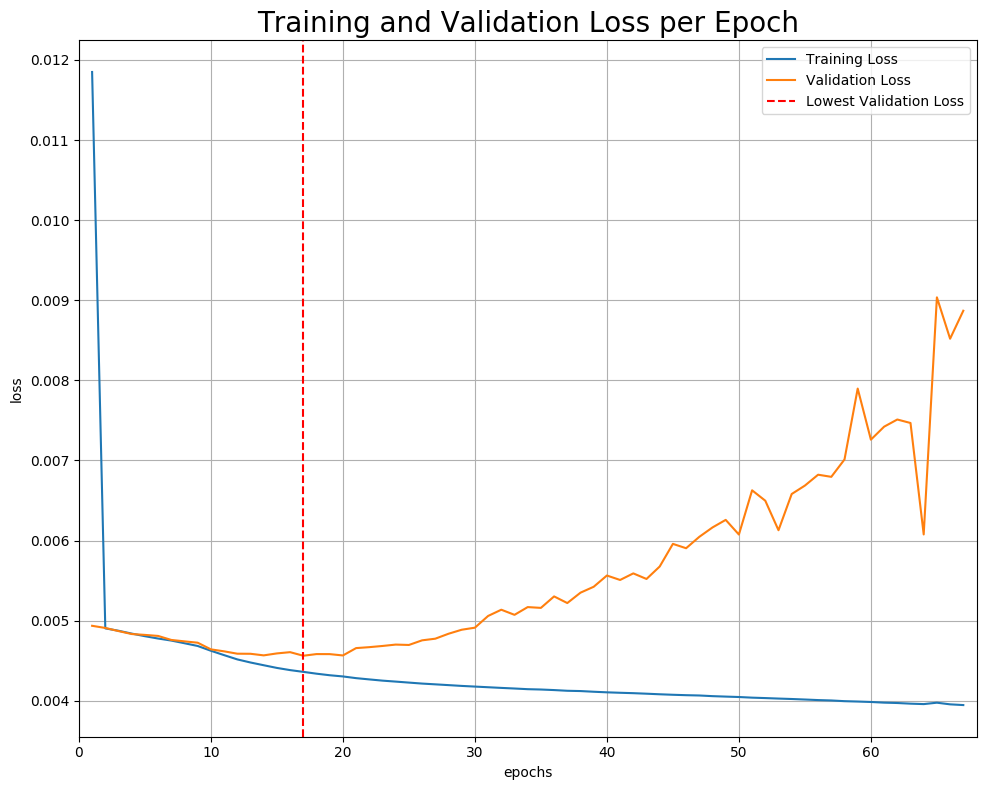 Training and Validation Loss per Epoch
Training Loss
Validation Loss
Lowest Validation Loss
0.012
0.011
0.010
0.009
0.008
0.007
0.006
0.005
0.004
loss
0 10 20 30 40 50 60
epochs